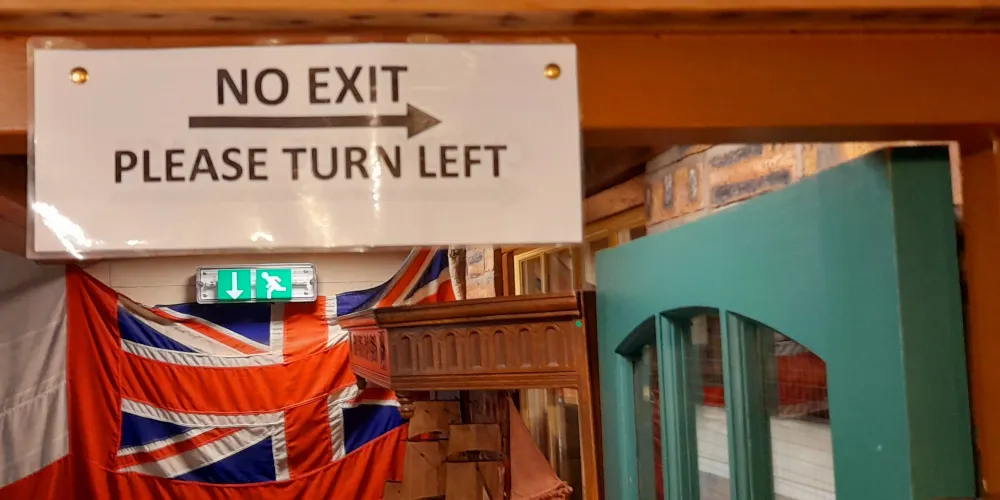 NO EXIT
PLEASE TURN LEFT